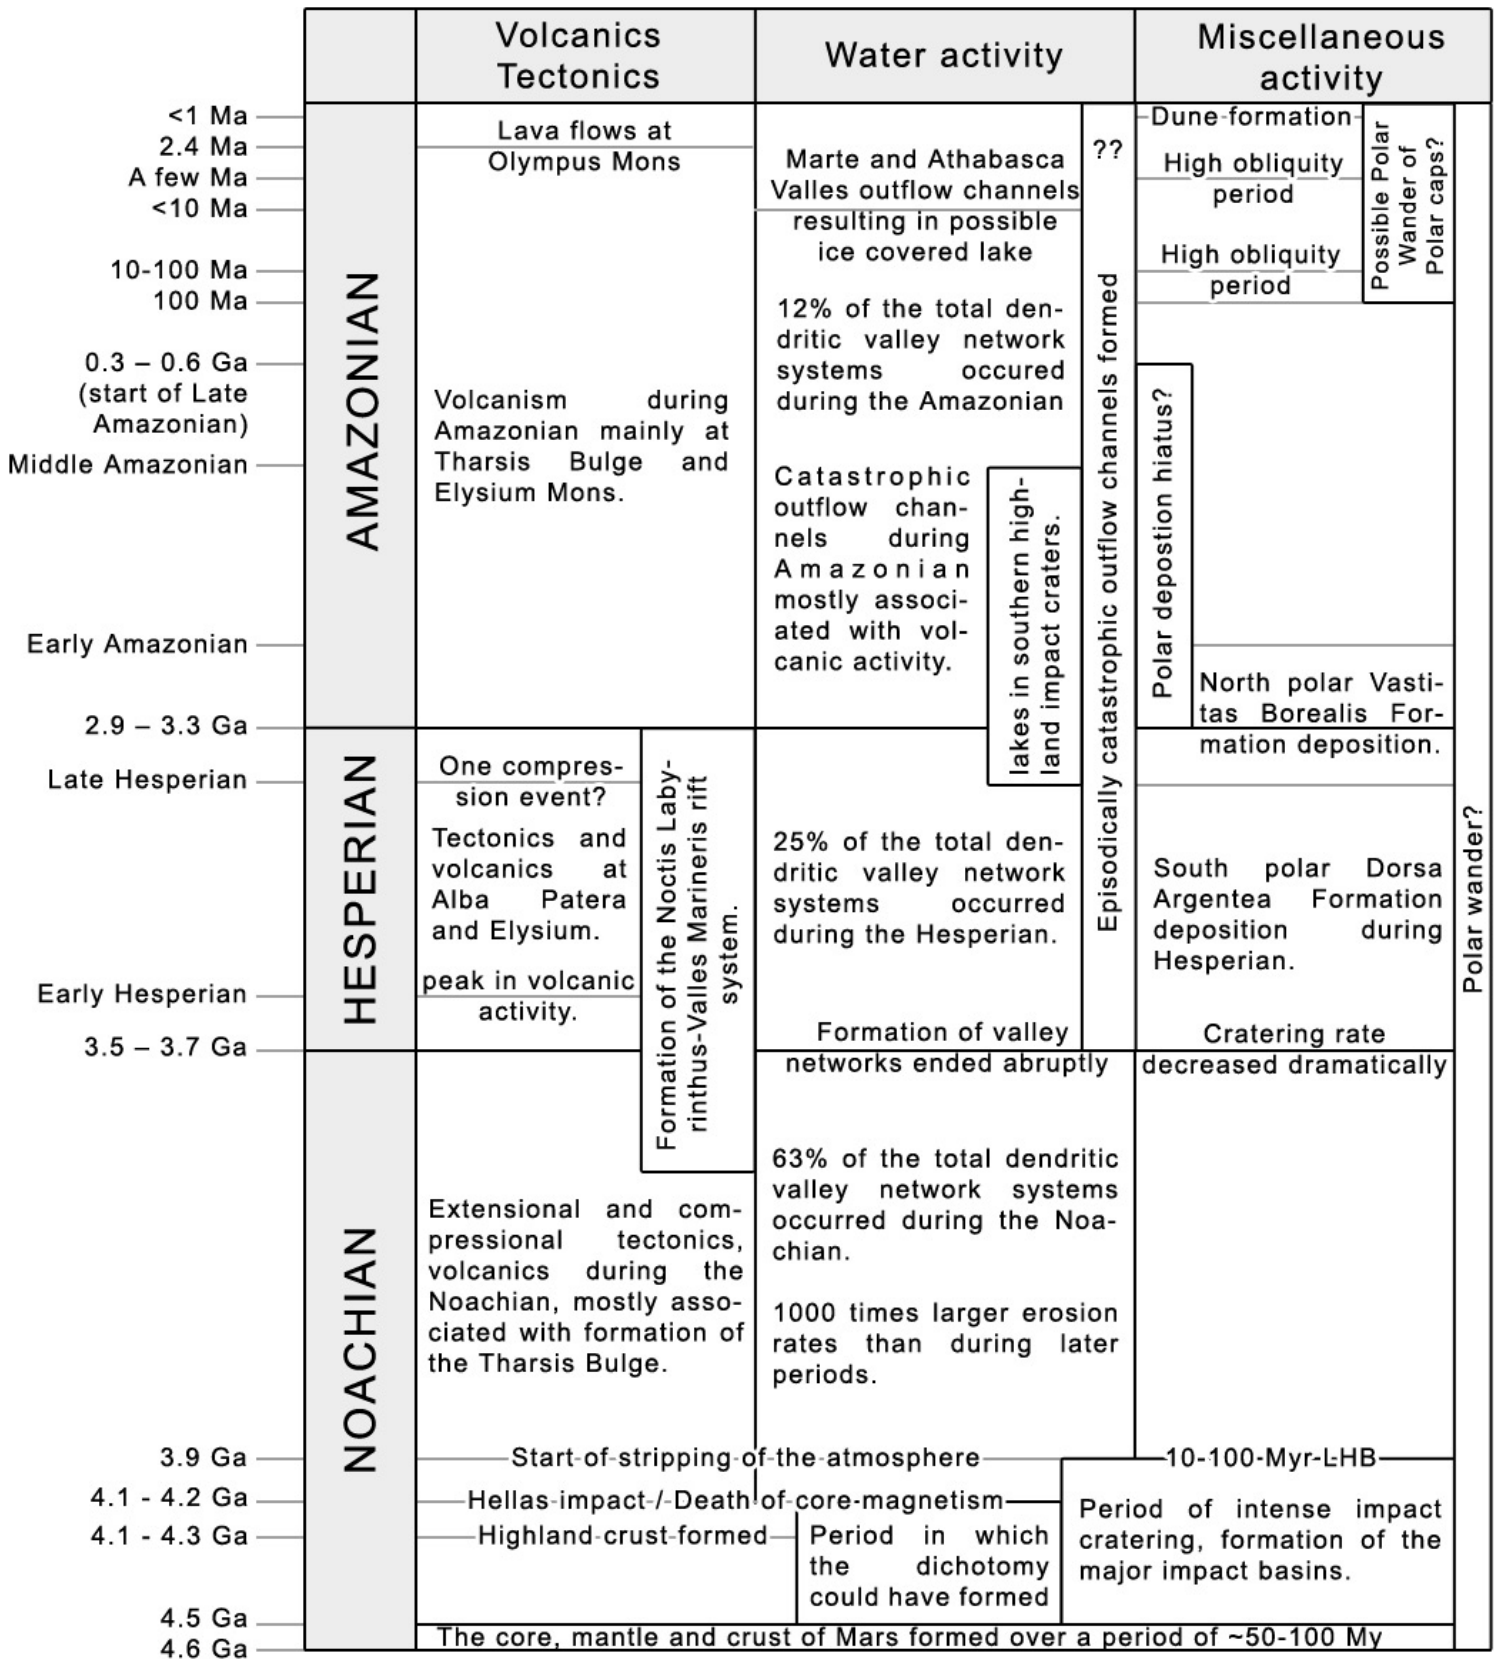 Volcanics
Tectonics
Water activity
Miscellaneous
activity
<1 Ma
2.4 Ma
A few Ma
<10 Ma
10-100 Ma
100 Ma
0.3 – 0.6 Ga
(start of Late
Amazonian)
Middle Amazonian
Early Amazonian
2.9 – 3.3 Ga
Late Hesperian
Early Hesperian
3.5 – 3.7 Ga
3.9 Ga
4.1 - 4.2 Ga
4.1 - 4.3 Ga
4.5 Ga
4.6 Ga
AMAZONIAN
HESPERIAN
NOACHIAN
Lava flows at
Olympus Mons
Volcanism during
Amazonian mainly at
Tharsis Bulge and
Elysium Mons.
One compres-
sion event?
Tectonics and
volcanics at
Alba Patera
and Elysium.
peak in volcanic
activity.
Formation of the Noctis Laby-
rinthus-Valles Marineris rift
system.
Extensional and com-
pressional tectonics,
volcanics during the
Noachian, mostly asso-
ciated with formation of
the Tharsis Bulge.
Marte and Athabasca
Valles outflow channels
resulting in possible
ice covered lake
12% of the total den-
dritic valley network
systems occured
during the Amazonian
Catastrophic
outflow chan-
nels during
Amazonian
mostly associ-
ated with vol-
canic activity.
lakes in southern high-
land impact craters.
??
Episodically catastrophic outflow channels formed
25% of the total den-
dritic valley network
systems occurred
during the Hesperian.
Formation of valley
networks ended abruptly
63% of the total dendritic
valley network systems
occurred during the Noa-
chian.
1000 times larger erosion
rates than during later
periods.
Dune formation
High obliquity
period
High obliquity
period
Possible Polar
Wander of
Polar caps?
Polar depostion hiatus?
North polar Vasti-
tas Borealis For-
mation deposition.
South polar Dorsa
Argentea Formation
deposition during
Hesperian.
Cratering rate
decreased dramatically
Polar wander?
Start of stripping of the atmosphere
10-100 Myr LHB
Hellas impact / Death of core magnetism
Highland crust formed
Period in which
the dichotomy
could have formed
Period of intense impact
cratering, formation of the
major impact basins.
The core, mantle and crust of Mars formed over a period of ~50-100 My